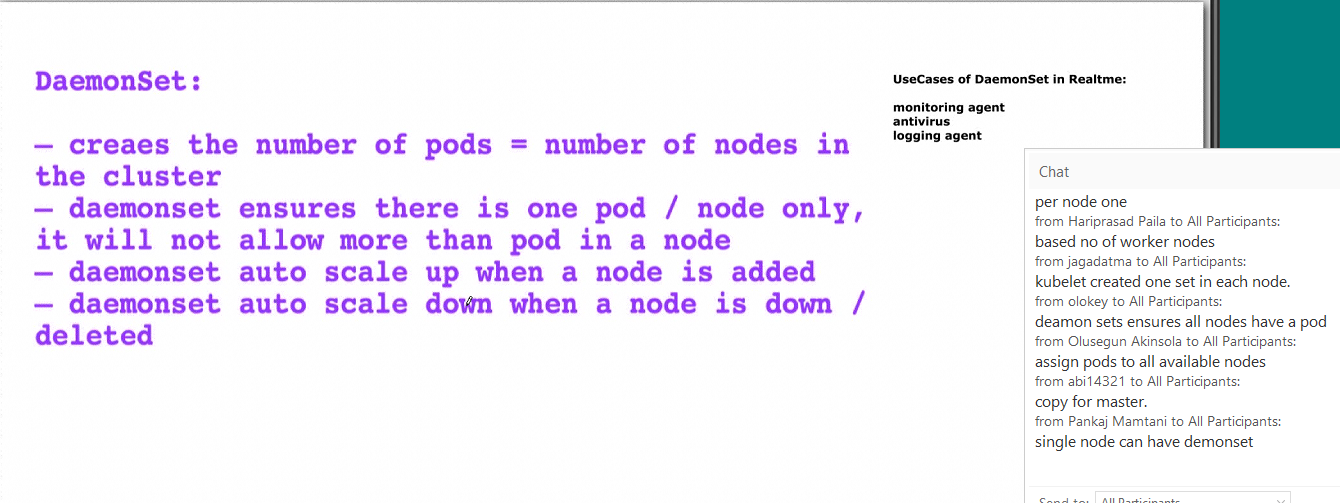 DaemonSet:
– creaes the number of pods = number of nodes in
the cluster
– daemonset ensures there is one pod / node only,
it will not allow more than pod in a node
– daemonset auto scale up when a node is added
– daemonset auto scale down when a node is down /
deleted
UseCases of DaemonSet in Realtme:
monitoring agent
antivirus
logging agent
Chat
per node one
from Hariprasad Paila to All Participants:
based no of worker nodes
from jagadatma to All Participants:
kubelet created one set in each node.
from olokey to All Participants:
deamon sets ensures all nodes have a pod
from Olusegun Akinsola to All Participants:
assign pods to all available nodes
from abi14321 to All Participants:
copy for master.
from Pankaj Mamtani to All Participants:
single node can have demonset
Send to: All Participants